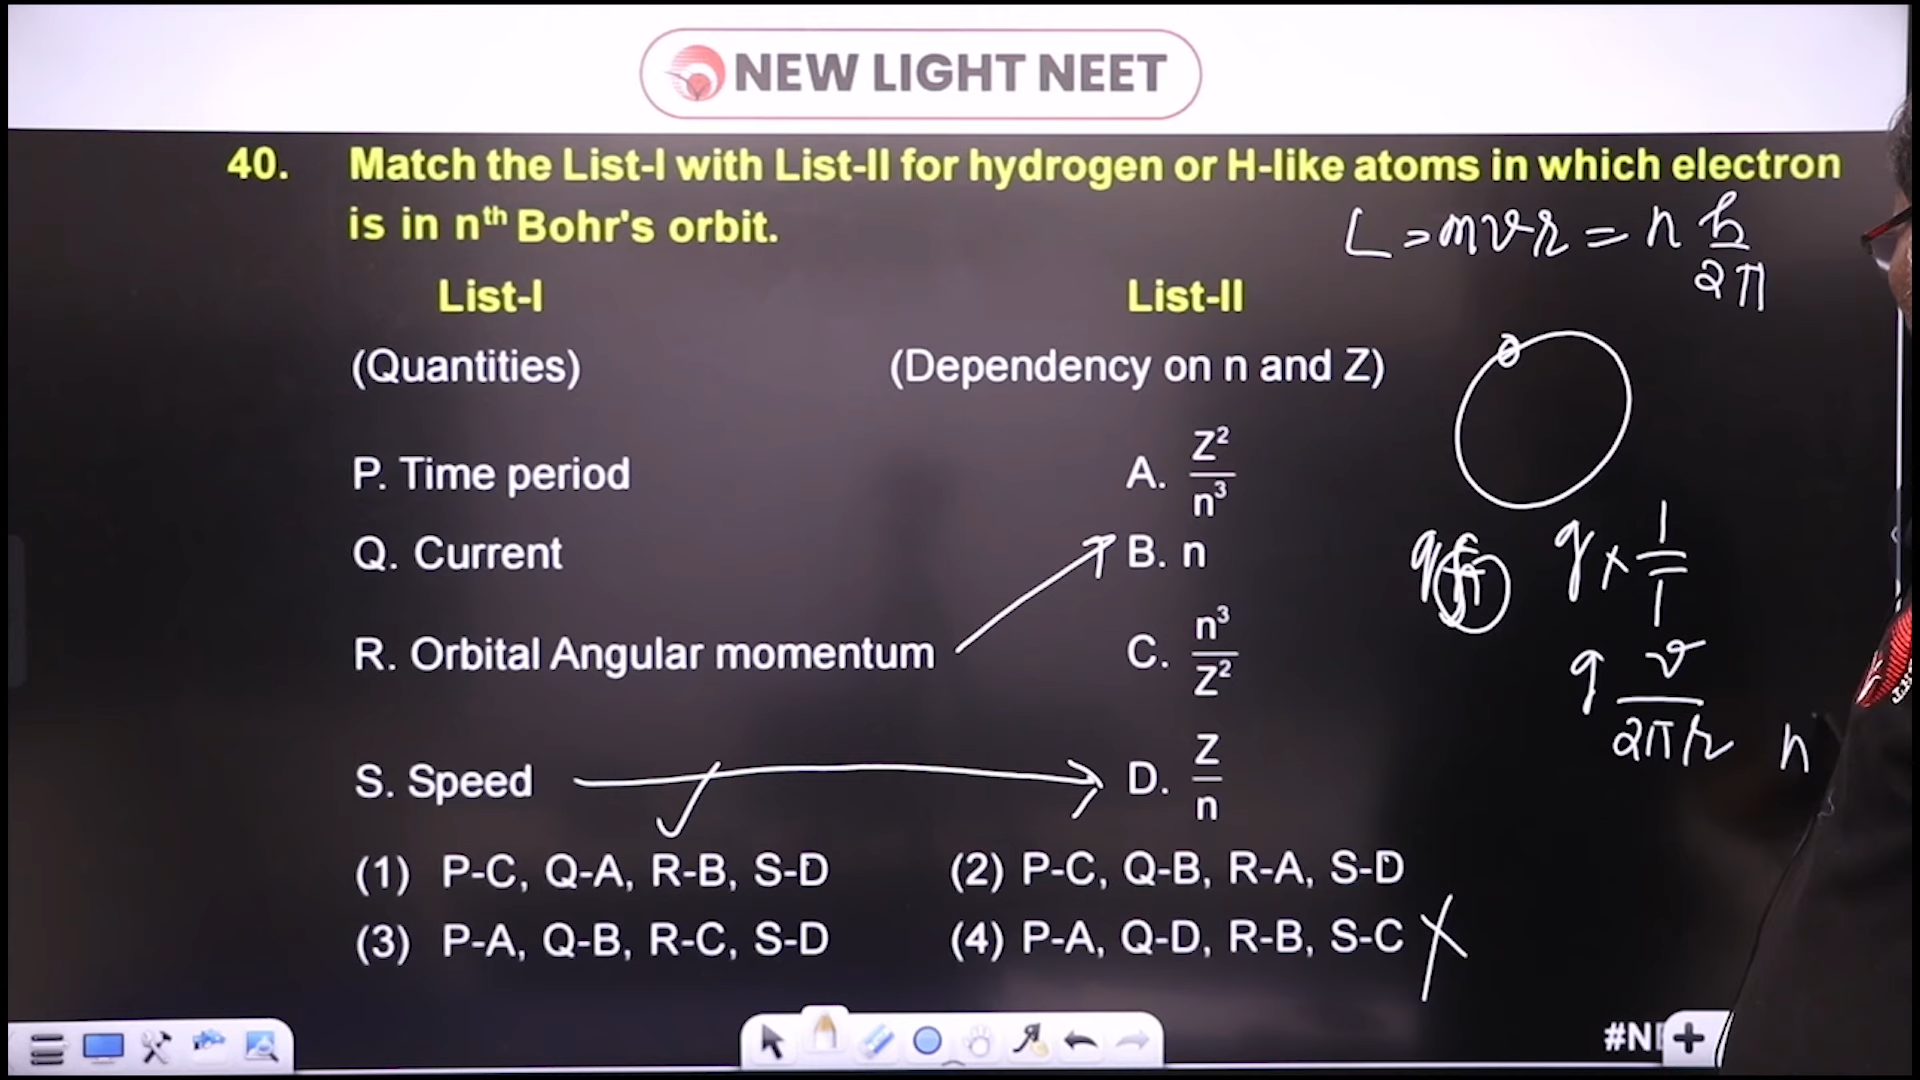 NEW LIGHT NEET
40. Match the List-I with List-II for hydrogen or H-like atoms in which electron
is in nᵗʰ Bohr's orbit.
L = mvr = n h/2π
List-I List-II
(Quantities) (Dependency on n and Z)
P. Time period A. Z²/n³
Q. Current B. n
q × 1/T
R. Orbital Angular momentum C. n³/Z²
q v/2πr n
S. Speed D. Z/n
(1) P-C, Q-A, R-B, S-D (2) P-C, Q-B, R-A, S-D
(3) P-A, Q-B, R-C, S-D (4) P-A, Q-D, R-B, S-C